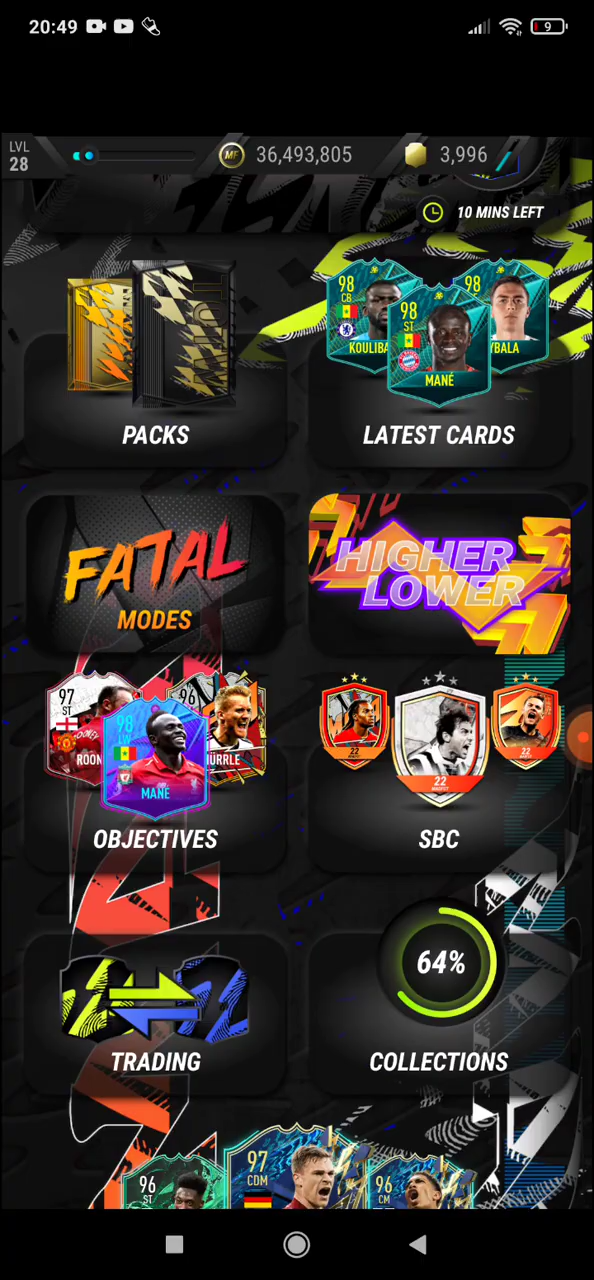 20:49
9
LVL
28
MF
36,493,805
3,996
10 MINS LEFT
98
CB
KOULIBA
98
ST
MANÉ
98
YBALA
PACKS
LATEST CARDS
FATAL
MODES
HIGHER
LOWER
97
ST
ROON
98
LW
MANÉ
96
ÜRRLE
22
22
22
OBJECTIVES
SBC
64%
TRADING
COLLECTIONS
96
ST
97
CDM
96
CM